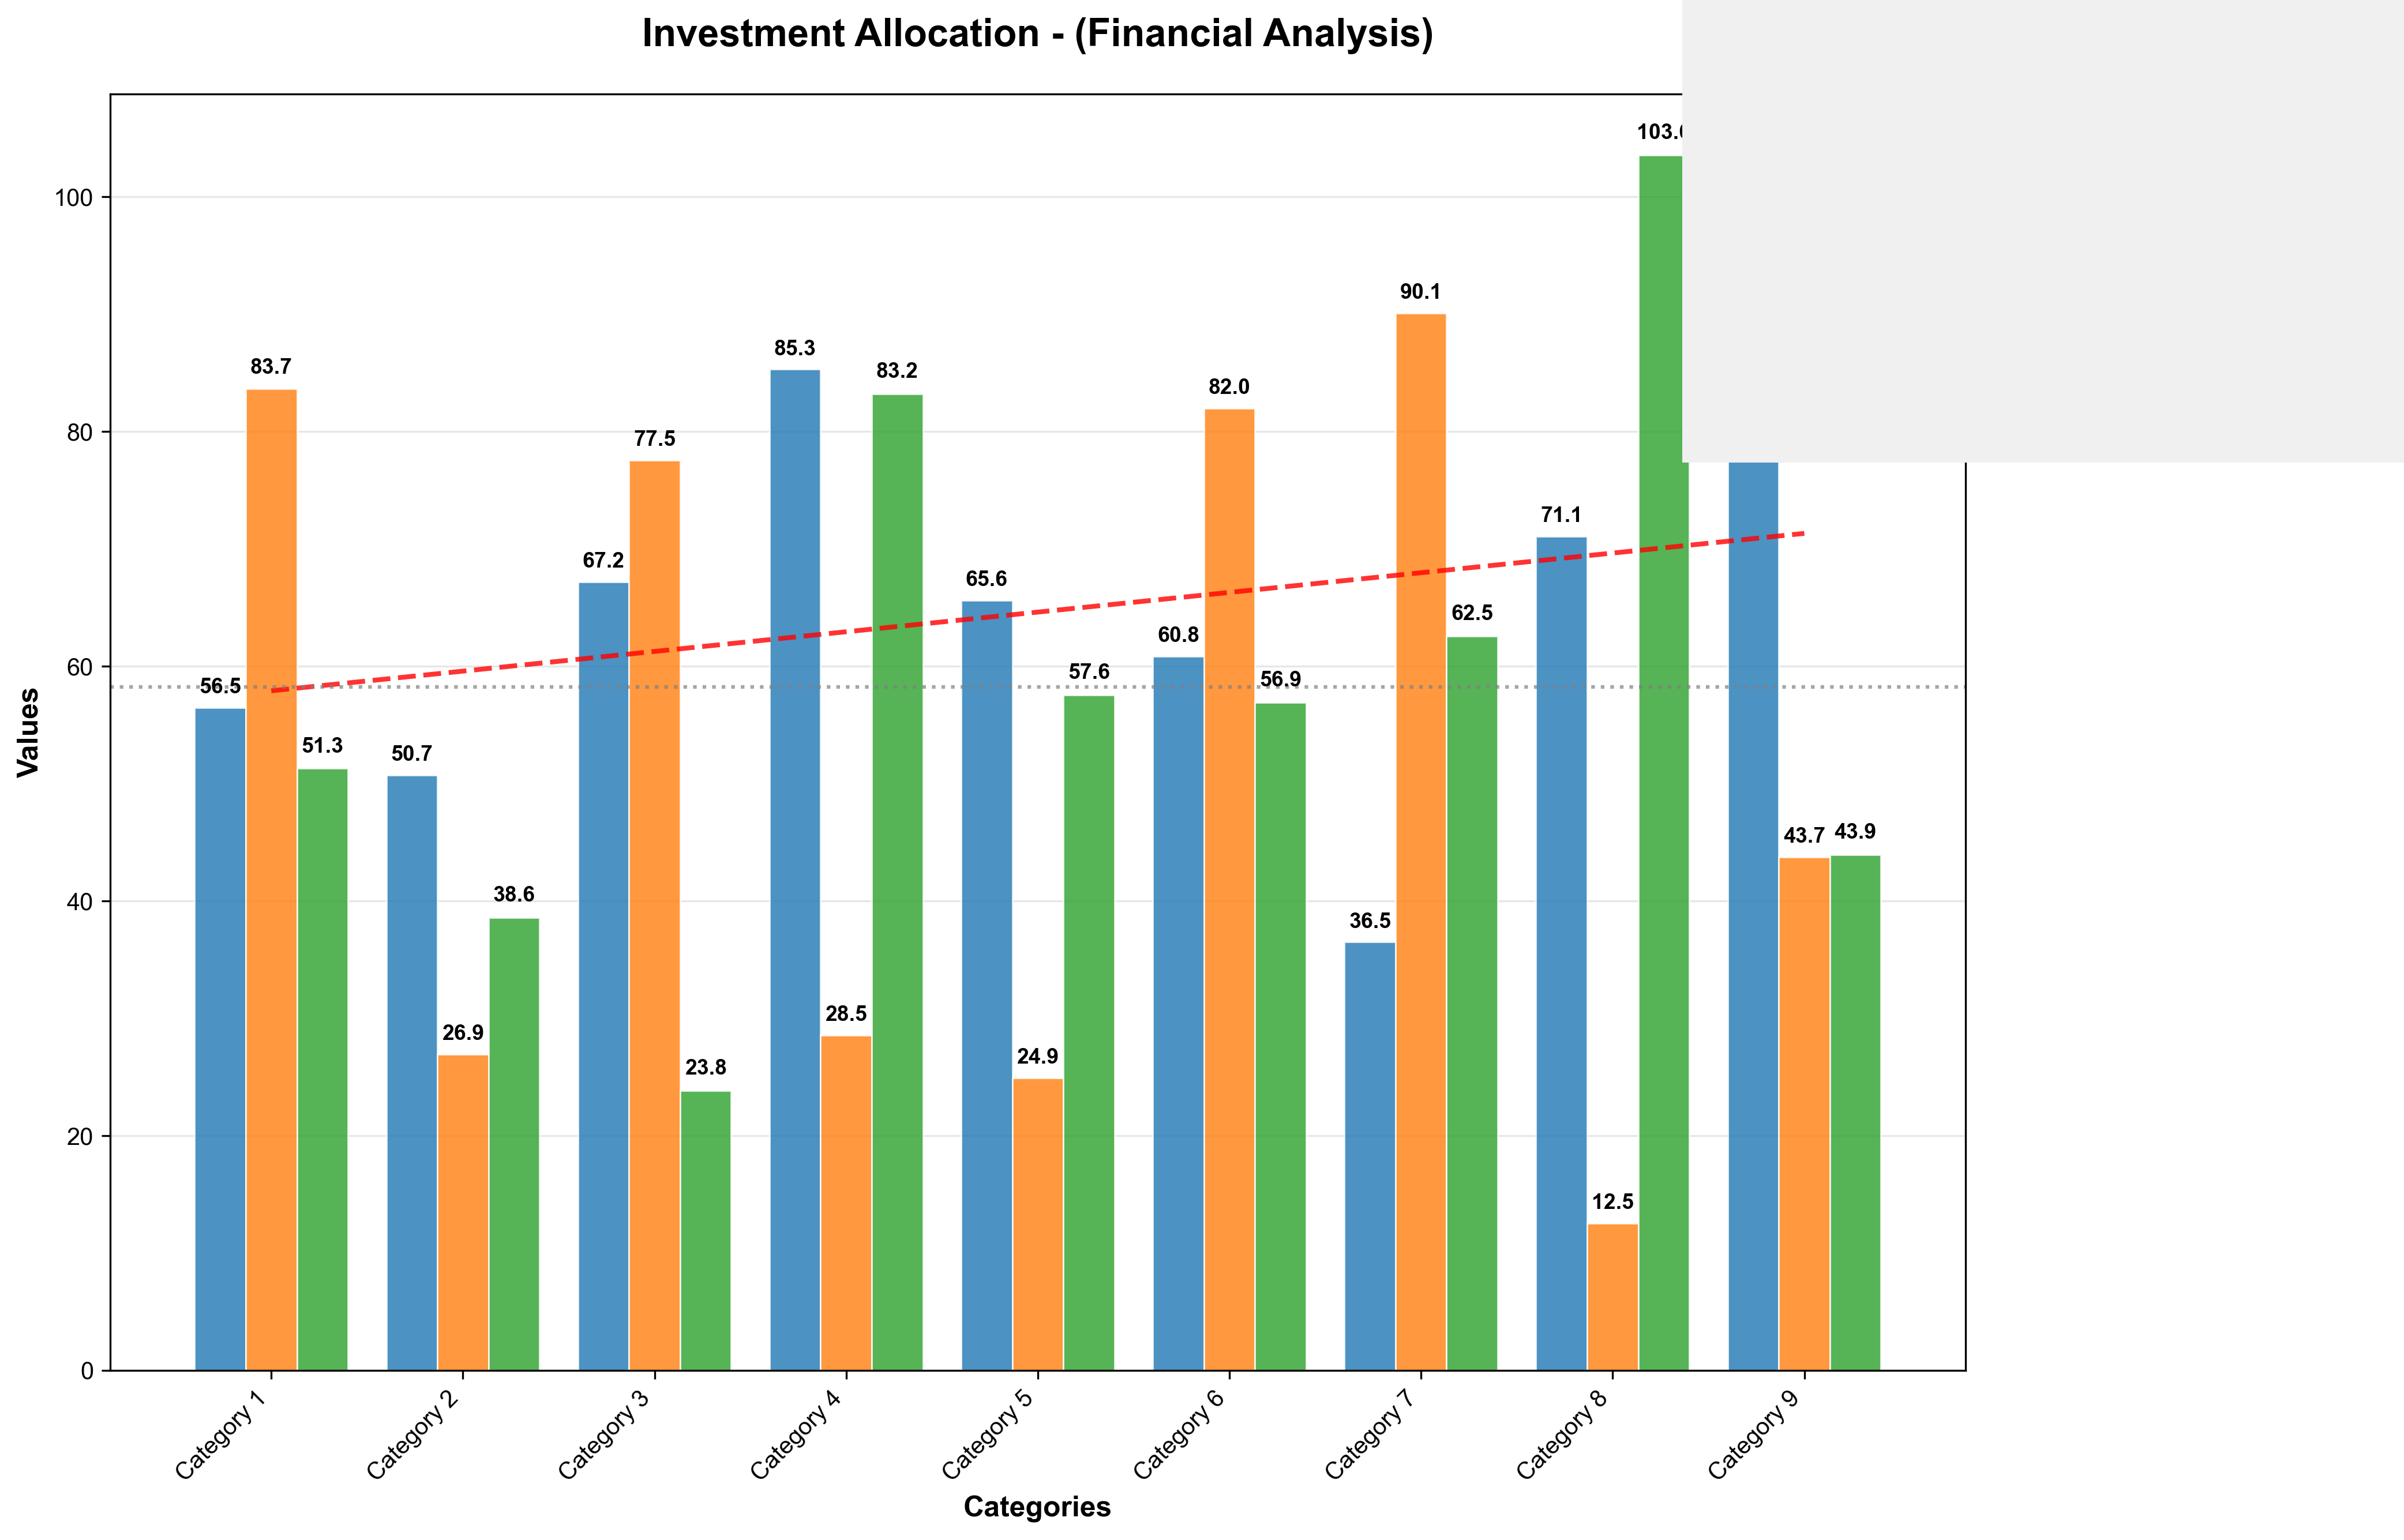 Investment Allocation - (Financial Analysis)
Values
100
80
60
40
20
0
56.5
83.7
51.3
50.7
26.9
38.6
67.2
77.5
23.8
85.3
28.5
83.2
65.6
24.9
57.6
60.8
82.0
56.9
36.5
90.1
62.5
71.1
12.5
43.7
43.9
Category 1
Category 2
Category 3
Category 4
Category 5
Category 6
Category 7
Category 8
Category 9
Categories